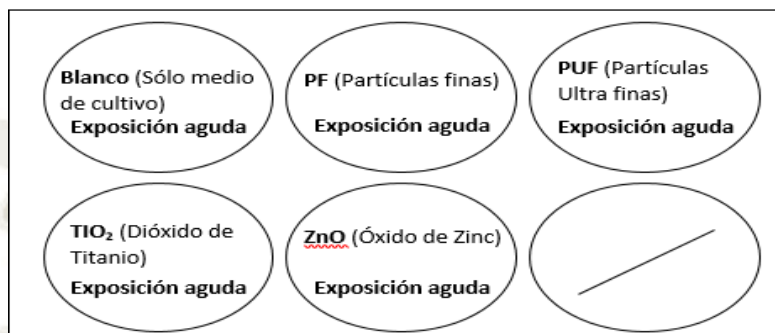 Blanco (Sólo medio
de cultivo)
Exposición aguda
PF (Partículas finas)
Exposición aguda
PUF (Partículas
Ultra finas)
Exposición aguda
TIO₂ (Dióxido de
Titanio)
Exposición aguda
ZnO (Óxido de Zinc)
Exposición aguda